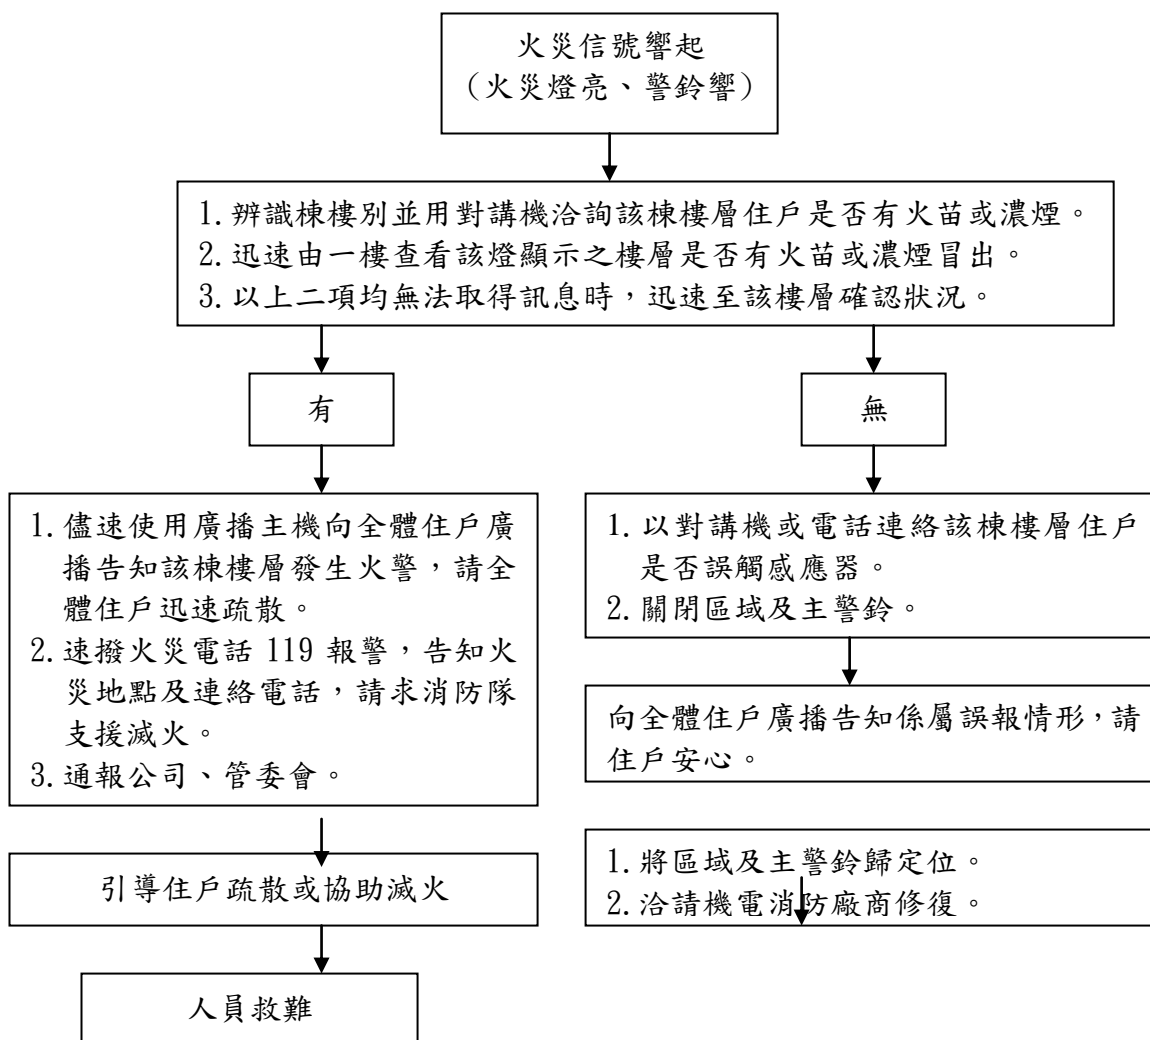 火災信號響起
(火災燈亮、警鈴響)
1.辨識棟樓別並用對講機洽詢該棟樓層住戶是否有火苗或濃煙。
2.迅速由一樓查看該燈顯示之樓層是否有火苗或濃煙冒出。
3.以上二項均無法取得訊息時，迅速至該樓層確認狀況。
有
無
1.儘速使用廣播主機向全體住戶廣
播告知該棟樓層發生火警，請全
體住戶迅速疏散。
2.速撥火災電話 119 報警，告知火
災地點及連絡電話，請求消防隊
支援滅火。
3.通報公司、管委會。
引導住戶疏散或協助滅火
人員救難
1.以對講機或電話連絡該棟樓層住戶
是否誤觸感應器。
2.關閉區域及主警鈴。
向全體住戶廣播告知係屬誤報情形，請
住戶安心。
1.將區域及主警鈴歸定位。
2.洽請機電消防廠商修復。